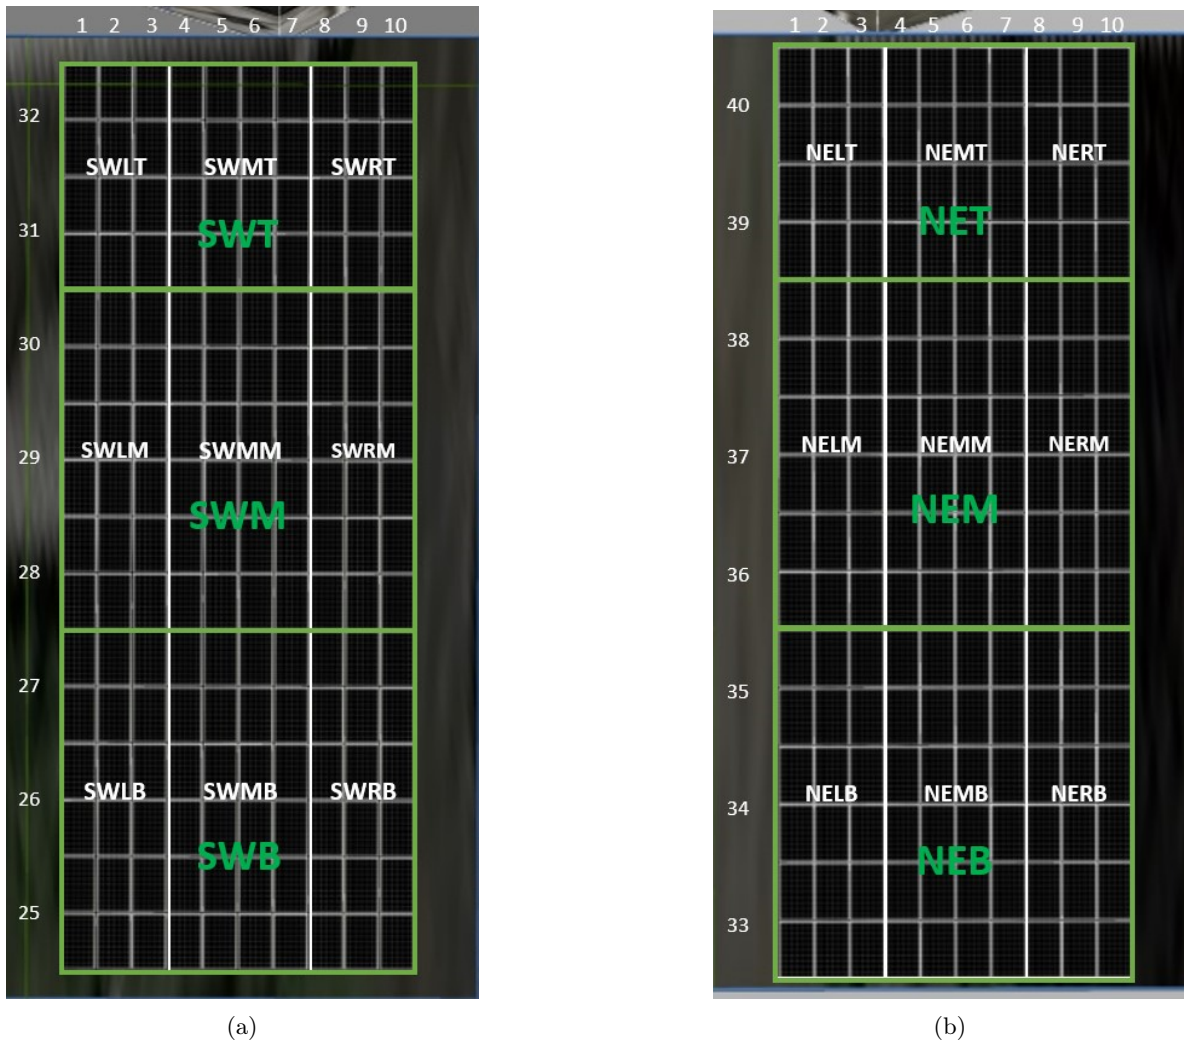 1 2 3 4 5 6 7 8 9 10
32
SWLT SWMT SWRT
31 SWT
30
29 SWLM SWMM SWRM
SWM
28
27
26 SWLB SWMB SWRB
SWB
25
(a)
1 2 3 4 5 6 7 8 9 10
40
NELT NEMT NERT
39 NET
38
37 NELM NEMM NERM
NEM
36
35
34 NELB NEMB NERB
NEB
33
(b)